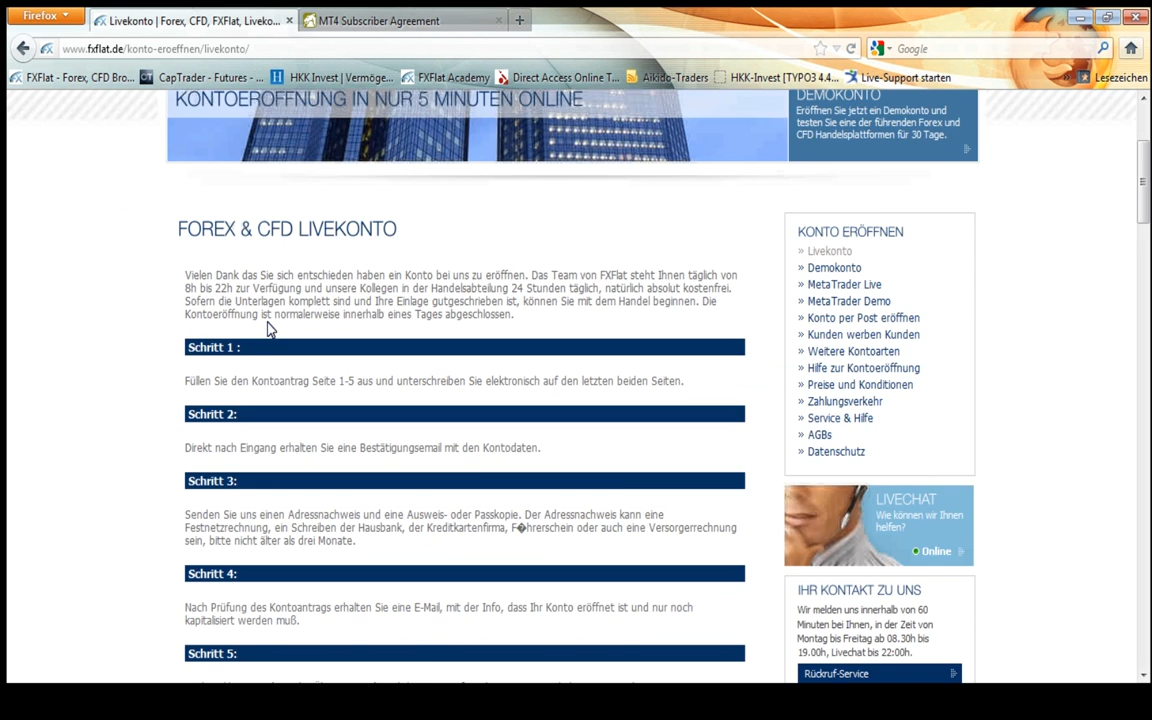 Firefox
Livekonto | Forex, CFD, FXFlat, Liveko...
MT4 Subscriber Agreement
www.fxflat.de/konto-eroeffnen/livekonto/
Google
FXFlat - Forex, CFD Bro...
CapTrader - Futures - ...
HKK Invest | Vermöge...
FXFlat Academy
Direct Access Online T...
Aikido-Traders
HKK-Invest [TYPO3 4.4...
Live-Support starten
»
Lesezeichen
KONTOERÖFFNUNG IN NUR 5 MINUTEN ONLINE
DEMOKONTO
Eröffnen Sie jetzt ein Demokonto und
testen Sie eine der führenden Forex und
CFD Handelsplattformen für 30 Tage.
FOREX & CFD LIVEKONTO
Vielen Dank das Sie sich entschieden haben ein Konto bei uns zu eröffnen. Das Team von FXFlat steht Ihnen täglich von
8h bis 22h zur Verfügung und unsere Kollegen in der Handelsabteilung 24 Stunden täglich, natürlich absolut kostenfrei.
Sofern die Unterlagen komplett sind und Ihre Einlage gutgeschrieben ist, können Sie mit dem Handel beginnen. Die
Kontoeröffnung ist normalerweise innerhalb eines Tages abgeschlossen.
Schritt 1 :
Füllen Sie den Kontoantrag Seite 1-5 aus und unterschreiben Sie elektronisch auf den letzten beiden Seiten.
Schritt 2:
Direkt nach Eingang erhalten Sie eine Bestätigungsemail mit den Kontodaten.
Schritt 3:
Senden Sie uns einen Adressnachweis und eine Ausweis- oder Passkopie. Der Adressnachweis kann eine
Festnetzrechnung, ein Schreiben der Hausbank, der Kreditkartenfirma, F�hrerschein oder auch eine Versorgerrechnung
sein, bitte nicht älter als drei Monate.
Schritt 4:
Nach Prüfung des Kontoantrags erhalten Sie eine E-Mail, mit der Info, dass Ihr Konto eröffnet ist und nur noch
kapitalisiert werden muß.
Schritt 5:
KONTO ERÖFFNEN
» Livekonto
» Demokonto
» MetaTrader Live
» MetaTrader Demo
» Konto per Post eröffnen
» Kunden werben Kunden
» Weitere Kontoarten
» Hilfe zur Kontoeröffnung
» Preise und Konditionen
» Zahlungsverkehr
» Service & Hilfe
» AGBs
» Datenschutz
LIVECHAT
Wie können wir Ihnen
helfen?
Online
IHR KONTAKT ZU UNS
Wir melden uns innerhalb von 60
Minuten bei Ihnen, in der Zeit von
Montag bis Freitag ab 08.30h bis
19.00h, Livechat bis 22:00h.
Rückruf-Service